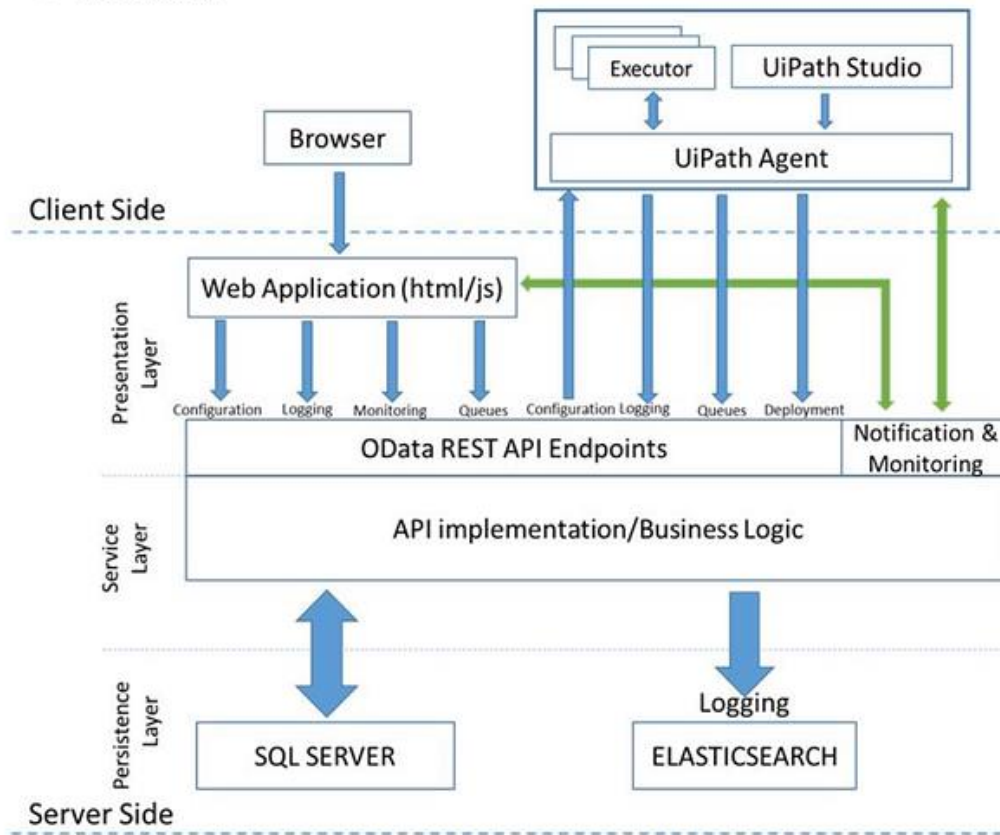 Executor
UiPath Studio
Browser
UiPath Agent
Client Side
Web Application (html/js)
Presentation
Layer
Configuration
Logging
Monitoring
Queues
Configuration
Logging
Queues
Deployment
OData REST API Endpoints
Notification &
Monitoring
Service
Layer
API implementation/Business Logic
Persistence
Layer
Logging
SQL SERVER
ELASTICSEARCH
Server Side